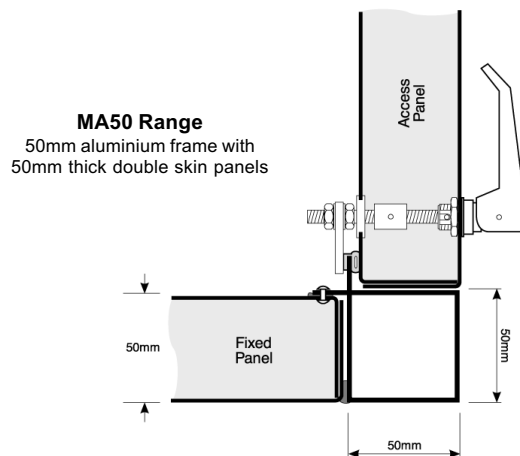 MA50 Range
50mm aluminium frame with
50mm thick double skin panels
Access
Panel
Fixed
Panel
50mm
50mm
50mm